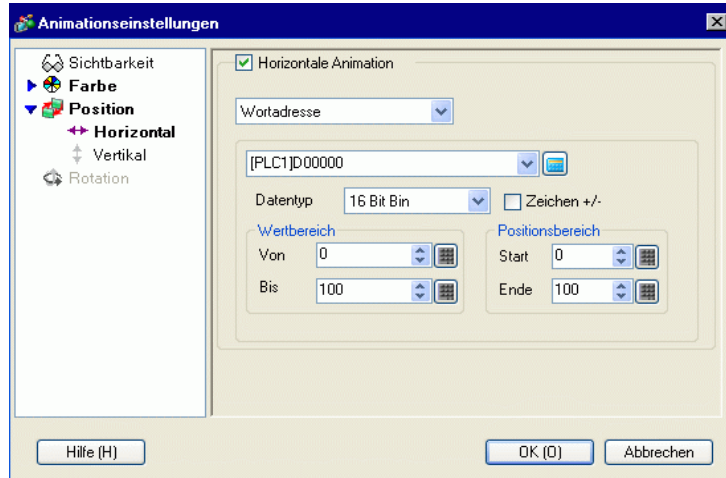 Animationseinstellungen
Sichtbarkeit
Farbe
Position
Horizontal
Vertikal
Rotation
Horizontale Animation
Wortadresse
[PLC1]D00000
Datentyp 16 Bit Bin Zeichen +/-
Wertbereich
Von 0
Bis 100
Positionsbereich
Start 0
Ende 100
Hilfe (H) OK (O) Abbrechen